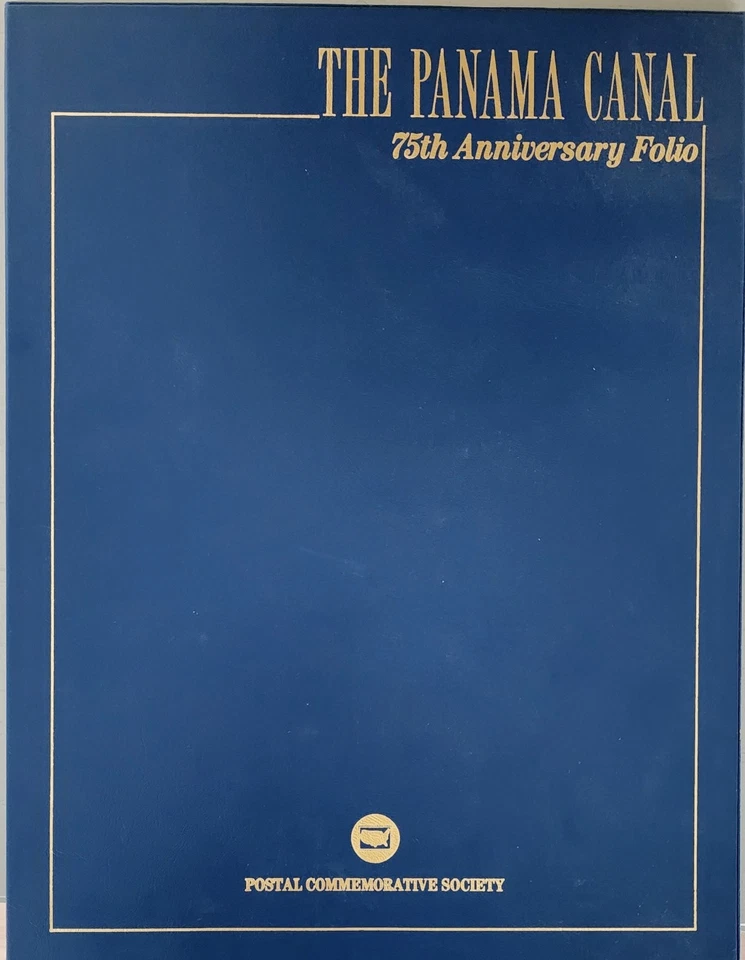 THE PANAMA CANAL
75th Anniversary Folio
POSTAL COMMEMORATIVE SOCIETY